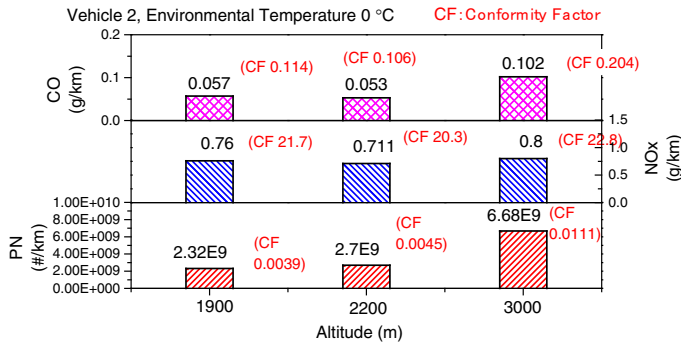 Vehicle 2, Environmental Temperature 0 °C CF:Conformity Factor
0.2
0.1
0.0
CO
(g/km)
0.057
(CF 0.114)
0.053
(CF 0.106)
0.102
(CF 0.204)
1.5
1.0
0.5
0.0
NOx
(g/km)
0.76
(CF 21.7)
0.711
(CF 20.3)
0.8
(CF 22.8)
1.00E+010
8.00E+009
6.00E+009
4.00E+009
2.00E+009
0.00E+000
PN
(#/km)
2.32E9
(CF
0.0039)
2.7E9
(CF
0.0045)
6.68E9
(CF
0.0111)
1900
2200
3000
Altitude (m)